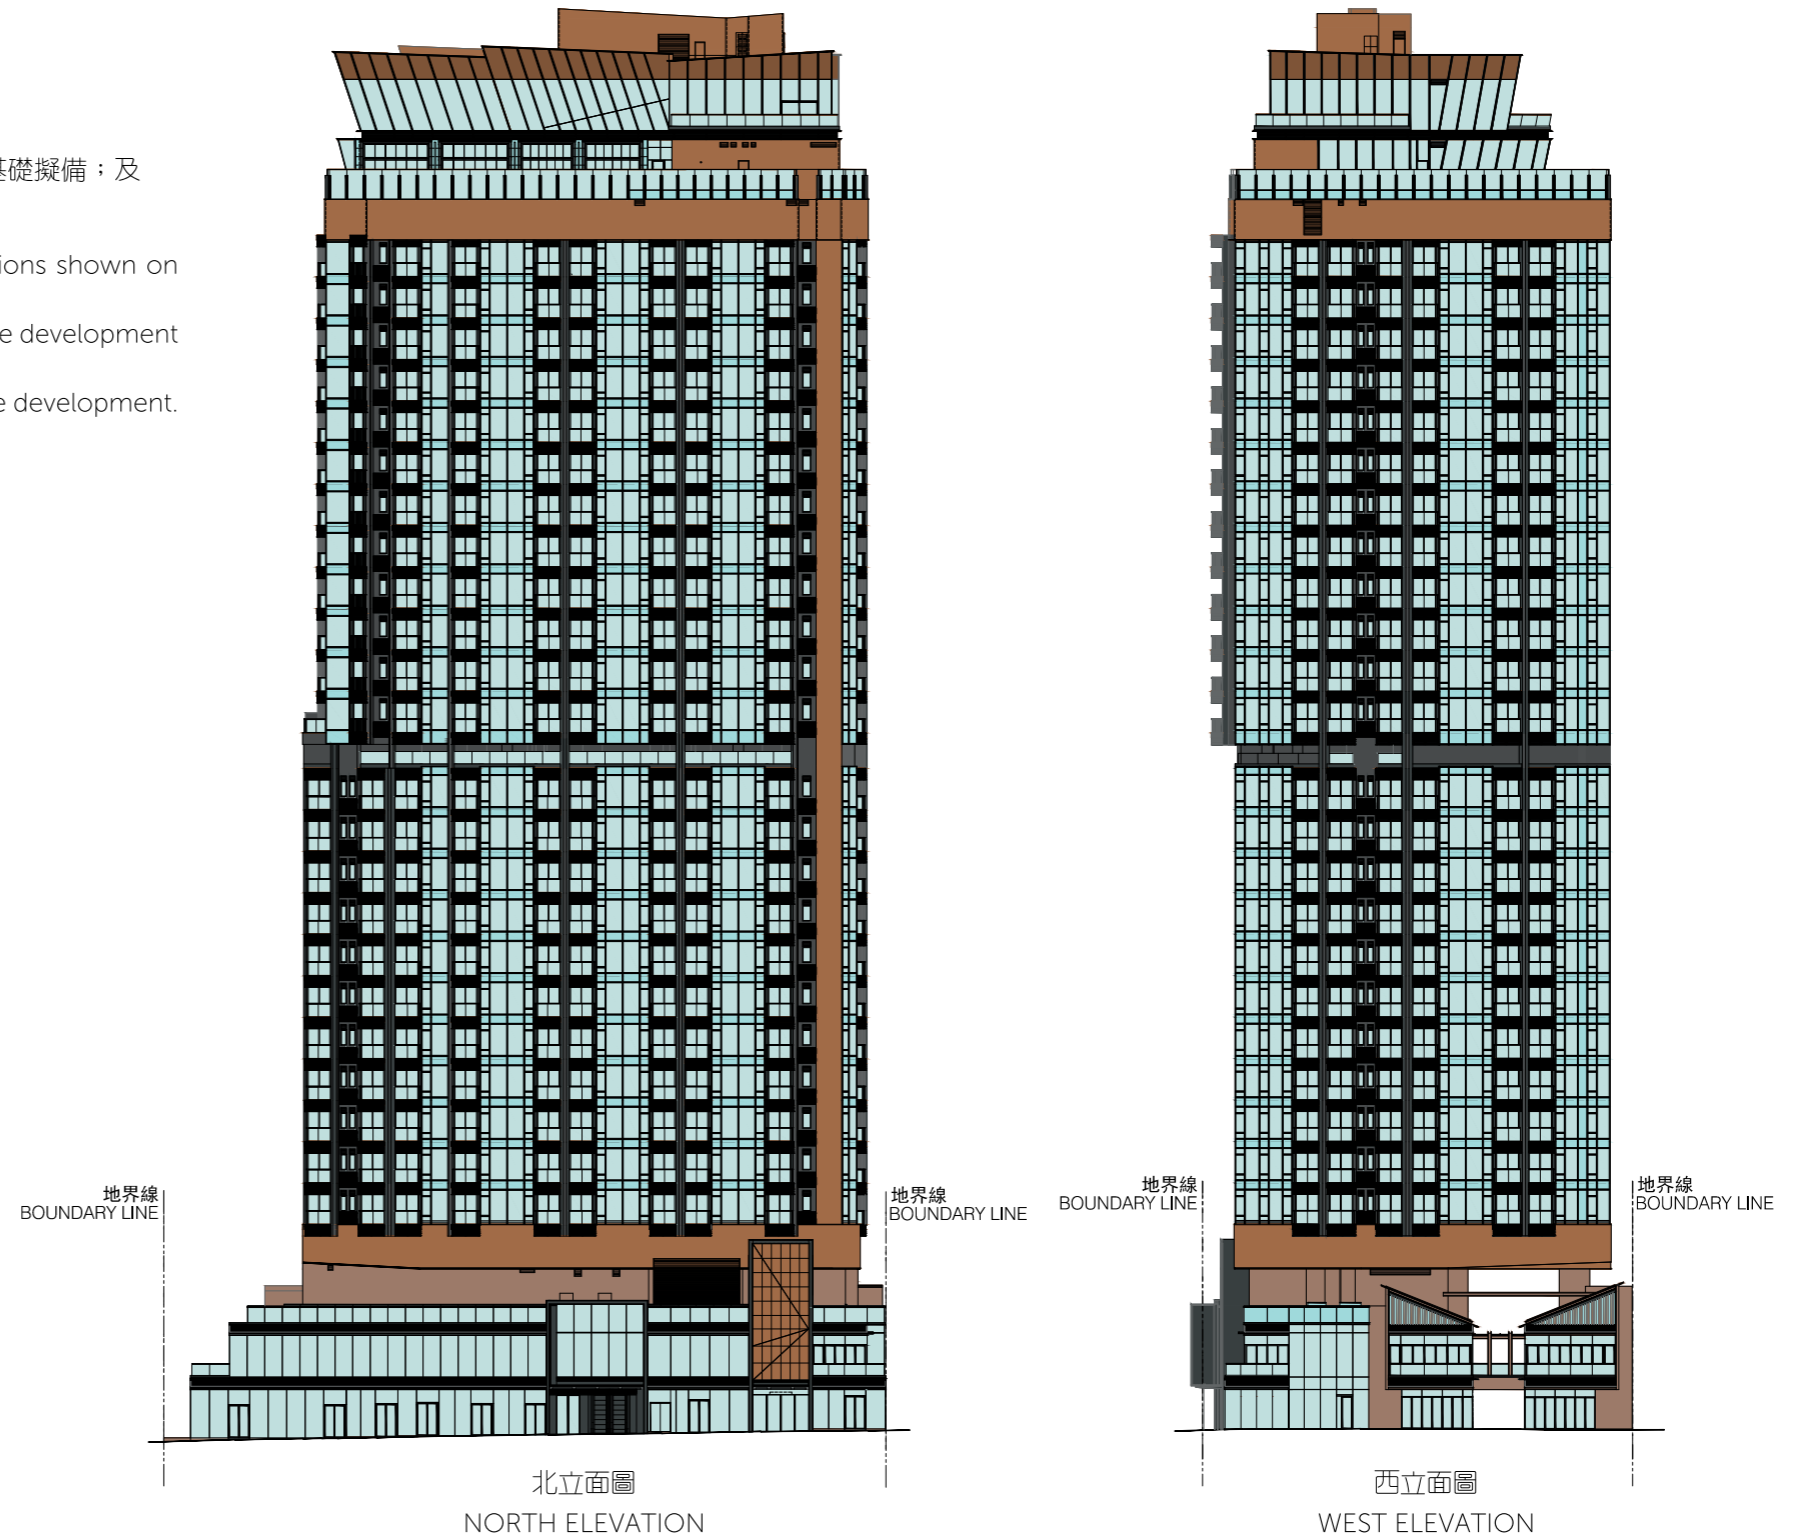 基礎擬備；及
ions shown on
e development
e development.
地界線
BOUNDARY LINE
地界線
BOUNDARY LINE
地界線
BOUNDARY LINE
地界線
BOUNDARY LINE
北立面圖
NORTH ELEVATION
西立面圖
WEST ELEVATION